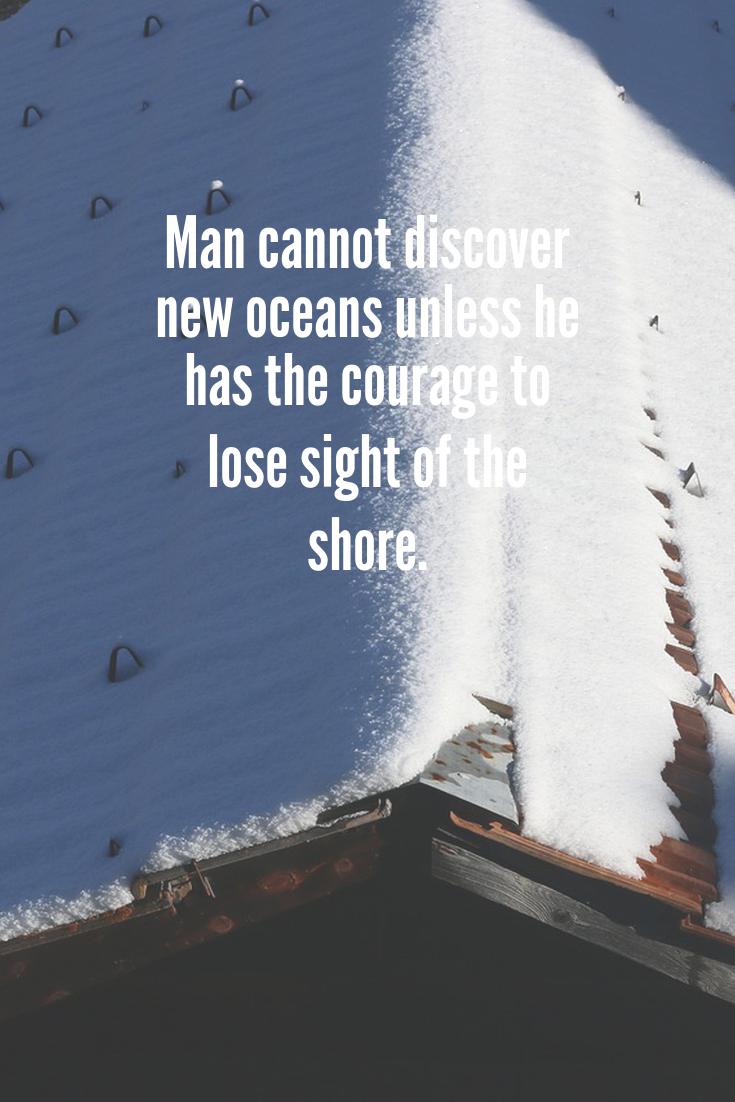 Man cannot discover
new oceans unless he
has the courage to
lose sight of the
shore.